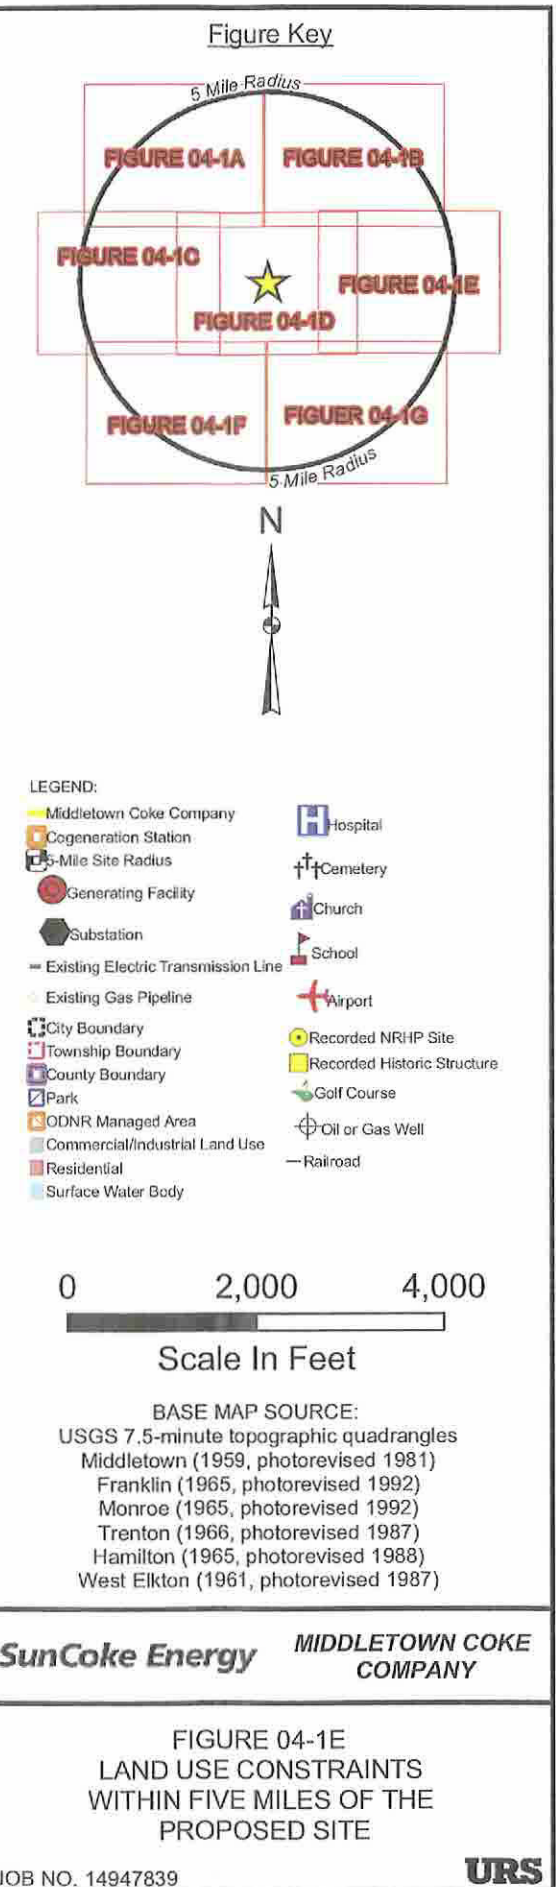 Figure Key
5 Mile Radius
FIGURE 04-1A
FIGURE 04-1B
FIGURE 04-1C
FIGURE 04-1E
FIGURE 04-1D
FIGURE 04-1F
FIGUER 04-1G
5 Mile Radius
N
LEGEND:
Middletown Coke Company
Cogeneration Station
5-Mile Site Radius
Generating Facility
Substation
Existing Electric Transmission Line
Existing Gas Pipeline
City Boundary
Township Boundary
County Boundary
Park
ODNR Managed Area
Commercial/Industrial Land Use
Residential
Surface Water Body
H
Hospital
Cemetery
Church
School
Airport
Recorded NRHP Site
Recorded Historic Structure
Golf Course
Oil or Gas Well
Railroad
0 2,000 4,000
Scale In Feet
BASE MAP SOURCE:
USGS 7.5-minute topographic quadrangles
Middletown (1959, photorevised 1981)
Franklin (1965, photorevised 1992)
Monroe (1965, photorevised 1992)
Trenton (1966, photorevised 1987)
Hamilton (1965, photorevised 1988)
West Elkton (1961, photorevised 1987)
SunCoke Energy
MIDDLETOWN COKE
COMPANY
FIGURE 04-1E
LAND USE CONSTRAINTS
WITHIN FIVE MILES OF THE
PROPOSED SITE
JOB NO. 14947839
URS